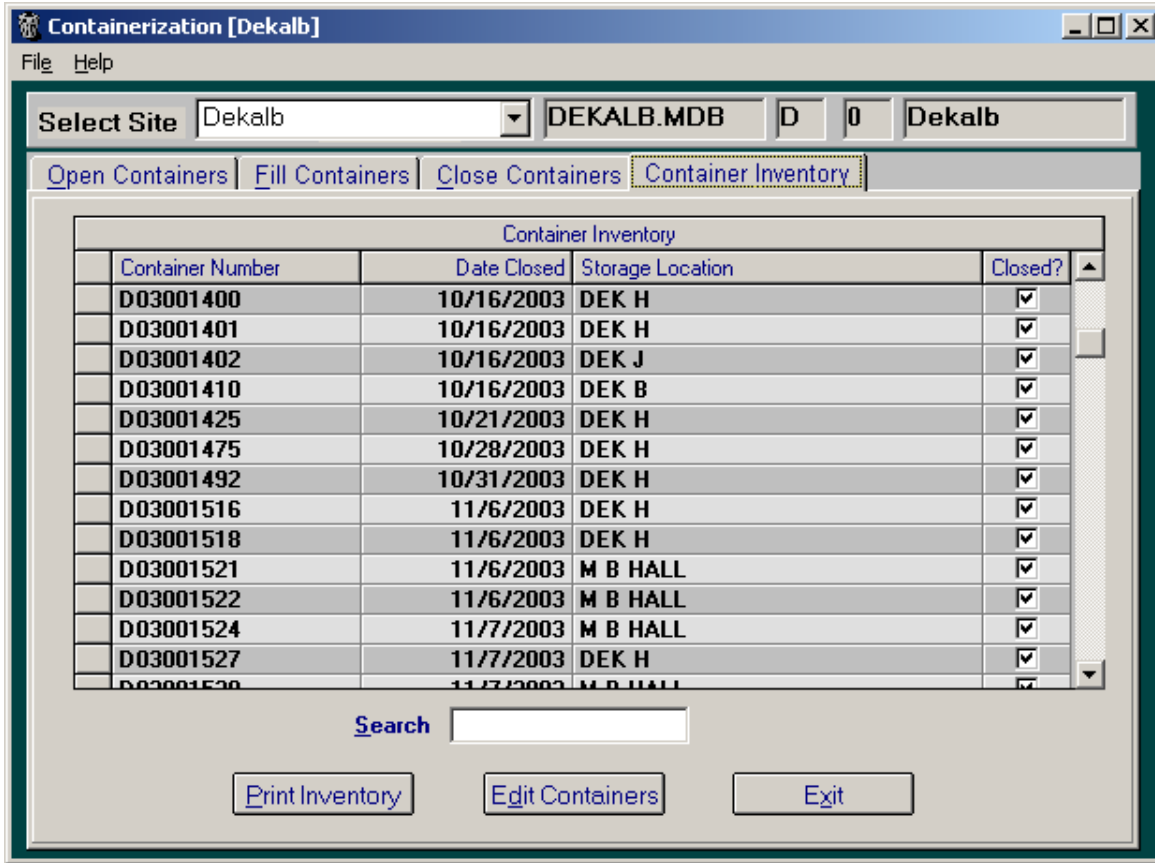 Containerization [Dekalb]
File Help
Select Site Dekalb DEKALB.MDB D 0 Dekalb
Open Containers Fill Containers Close Containers Container Inventory
Container Inventory
Container Number Date Closed Storage Location Closed?
D03001400 10/16/2003 DEK H
D03001401 10/16/2003 DEK H
D03001402 10/16/2003 DEK J
D03001410 10/16/2003 DEK B
D03001425 10/21/2003 DEK H
D03001475 10/28/2003 DEK H
D03001492 10/31/2003 DEK H
D03001516 11/6/2003 DEK H
D03001518 11/6/2003 DEK H
D03001521 11/6/2003 M B HALL
D03001522 11/6/2003 M B HALL
D03001524 11/7/2003 M B HALL
D03001527 11/7/2003 DEK H
11/7/2003 M B HALL
Search
Print Inventory Edit Containers Exit